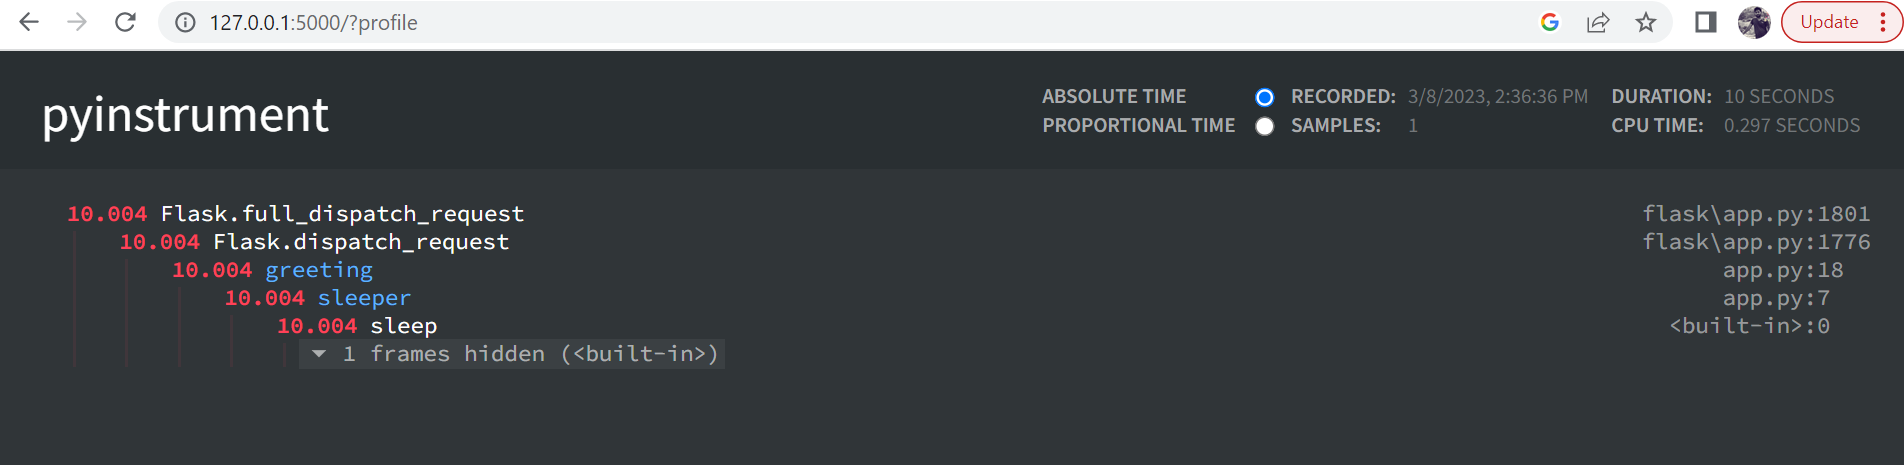 127.0.0.1:5000/?profile
Update
pyinstrument
ABSOLUTE TIME
PROPORTIONAL TIME
RECORDED: 3/8/2023, 2:36:36 PM
SAMPLES: 1
DURATION: 10 SECONDS
CPU TIME: 0.297 SECONDS
10.004 Flask.full_dispatch_request flask\app.py:1801
10.004 Flask.dispatch_request flask\app.py:1776
10.004 greeting app.py:18
10.004 sleeper app.py:7
10.004 sleep <built-in>:0
1 frames hidden (<built-in>)